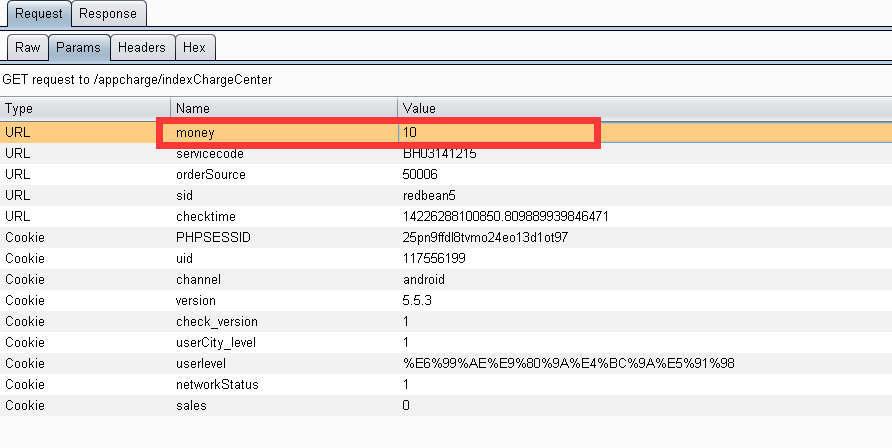 Request Response
Raw Params Headers Hex
GET request to /appcharge/indexChargeCenter
Type Name Value
URL money 10
URL servicecode BH03141215
URL orderSource 50006
URL sid redbean5
URL checktime 14226288100850.809889939846471
Cookie PHPSESSID 25pn9ffdl8tvmo24eo13d1ot97
Cookie uid 117556199
Cookie channel android
Cookie version 5.5.3
Cookie check_version 1
Cookie userCity_level 1
Cookie userlevel %E6%99%AE%E9%80%9A%E4%BC%9A%E5%91%98
Cookie networkStatus 1
Cookie sales 0